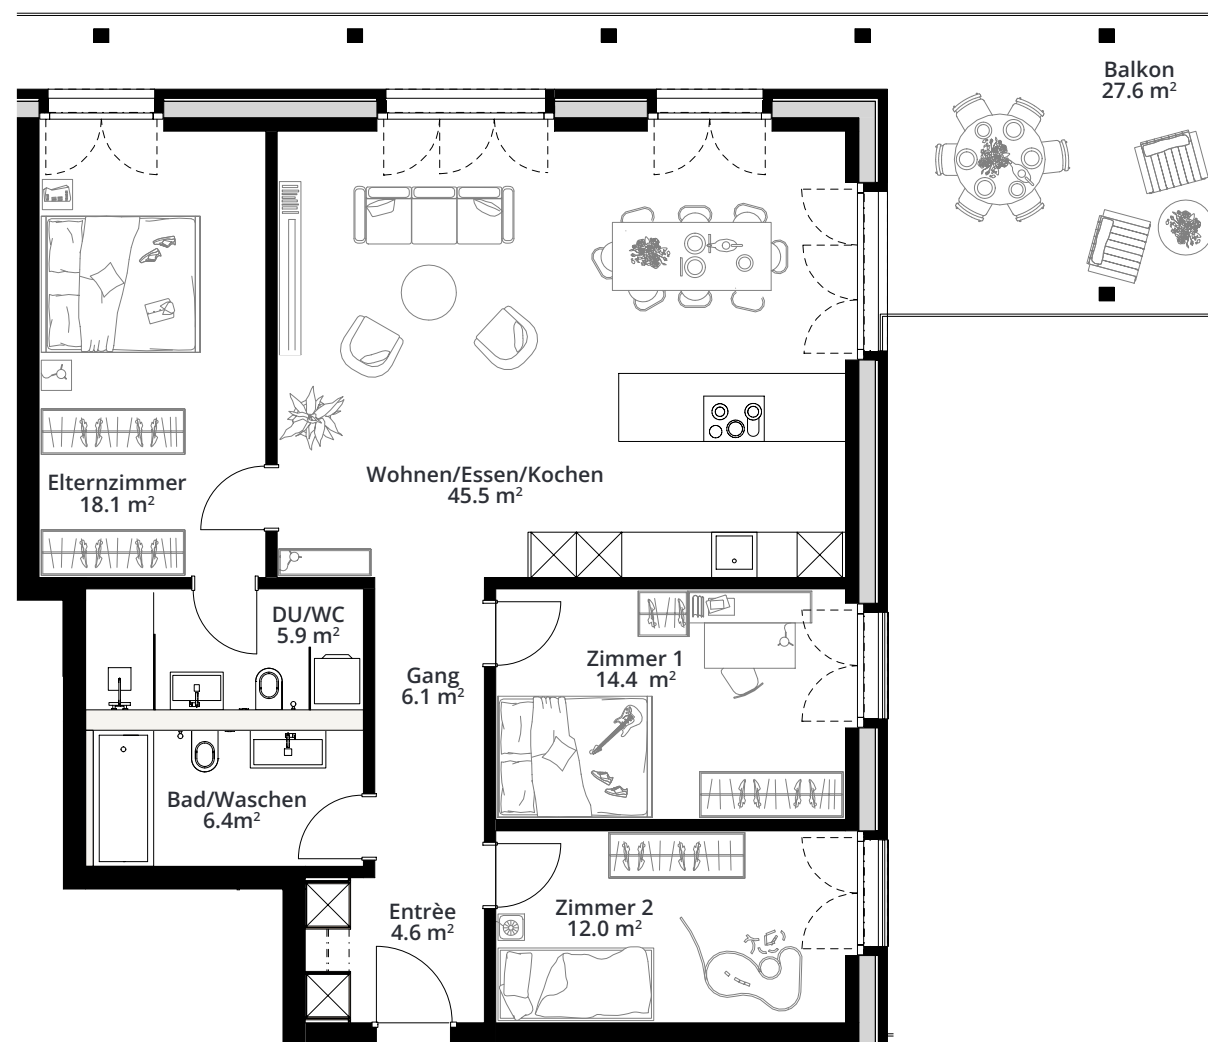 Balkon
27.6 m²
Elternzimmer
18.1 m²
Wohnen/Essen/Kochen
45.5 m²
DU/WC
5.9 m²
Gang
6.1 m²
Zimmer 1
14.4 m²
Bad/Waschen
6.4m²
Entrèe
4.6 m²
Zimmer 2
12.0 m²